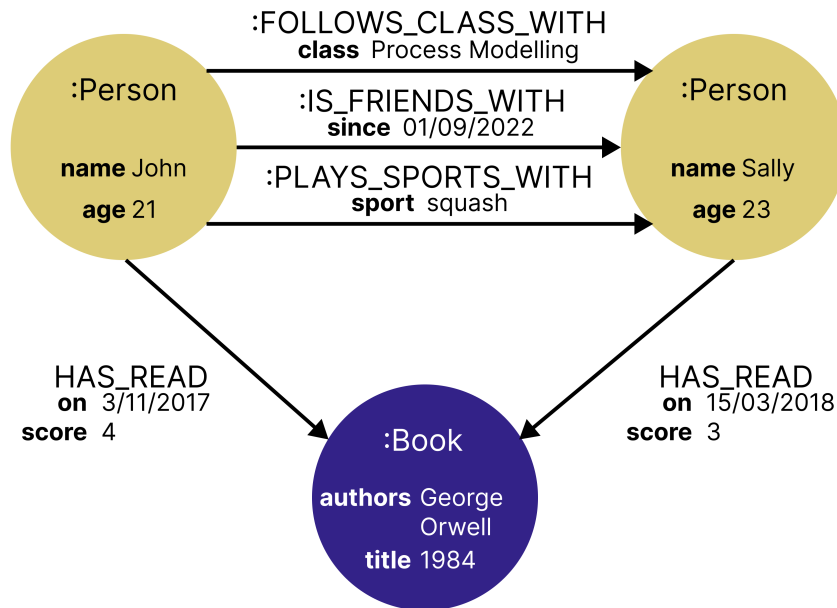 :FOLLOWS_CLASS_WITH
class Process Modelling
:Person
:IS_FRIENDS_WITH
since 01/09/2022
:Person
name John
age 21
:PLAYS_SPORTS_WITH
sport squash
name Sally
age 23
HAS_READ
on 3/11/2017
score 4
HAS_READ
on 15/03/2018
score 3
:Book
authors George
Orwell
title 1984